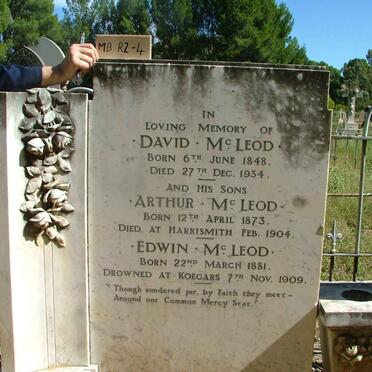 MB R2-4
IN
LOVING MEMORY OF
· DAVID · McLEOD ·
BORN 6TH JUNE 1848.
DIED 27TH DEC. 1934.
AND HIS SONS
ARTHUR · McLEOD
BORN 12TH APRIL 1873.
DIED AT HARRISMITH FEB. 1904.
· EDWIN · McLEOD ·
BORN 22ND MARCH 1881.
DROWNED AT KOEGARS 7TH NOV. 1909.
"Though sundered far, by Faith they meet –
Around one Common Mercy Seat."